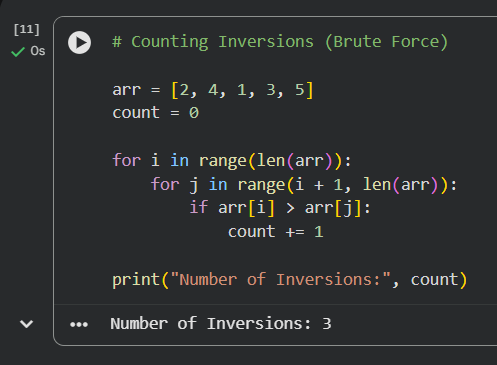 [11]
0s
# Counting Inversions (Brute Force)
arr = [2, 4, 1, 3, 5]
count = 0
for i in range(len(arr)):
    for j in range(i + 1, len(arr)):
        if arr[i] > arr[j]:
            count += 1
print("Number of Inversions:", count)
Number of Inversions: 3